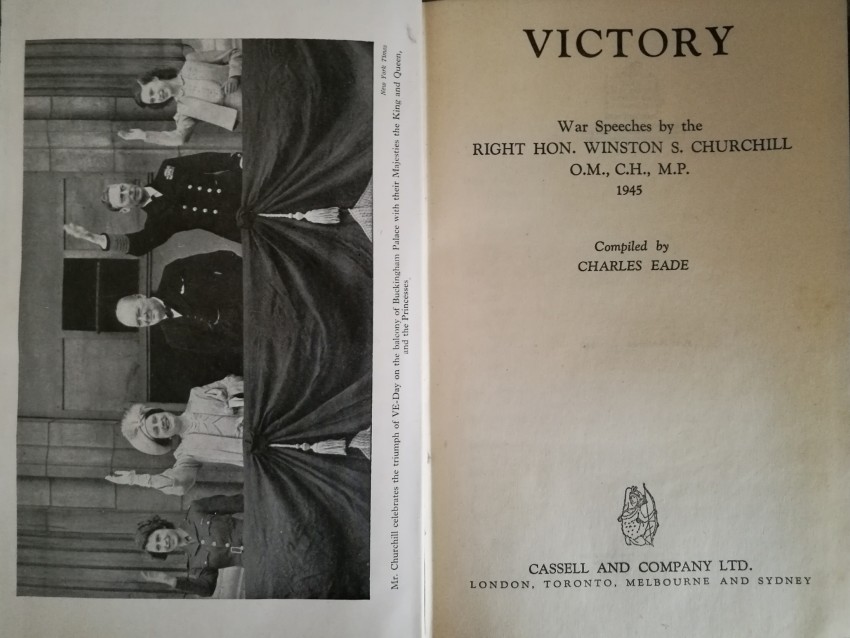 New York Times
Mr. Churchill celebrates the triumph of VE-Day on the balcony of Buckingham Palace with their Majesties the King and Queen,
and the Princesses
VICTORY
War Speeches by the
RIGHT HON. WINSTON S. CHURCHILL
O.M., C.H., M.P.
1945
Compiled by
CHARLES EADE
CASSELL AND COMPANY LTD.
LONDON, TORONTO, MELBOURNE AND SYDNEY